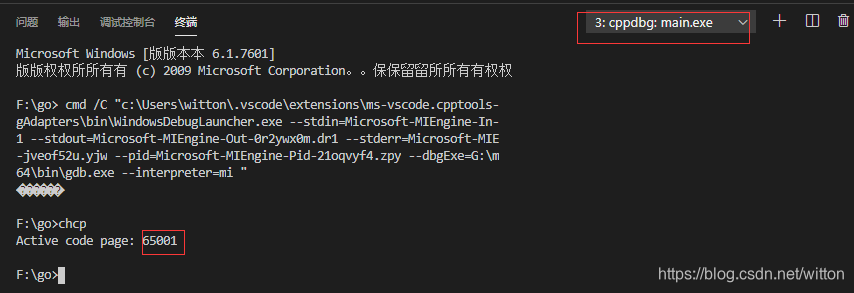 问题 输出 调试控制台 终端 3: cppdbg: main.exe
Microsoft Windows [版版本本 6.1.7601]
版版权权所所有有 (c) 2009 Microsoft Corporation。。保保留留所所有有权权
F:\go> cmd /C "c:\Users\witton\.vscode\extensions\ms-vscode.cpptools-
gAdapters\bin\WindowsDebugLauncher.exe --stdin=Microsoft-MIEngine-In-
1 --stdout=Microsoft-MIEngine-Out-0r2ywx0m.dr1 --stderr=Microsoft-MIE
-jveof52u.yjw --pid=Microsoft-MIEngine-Pid-21oqvyf4.zpy --dbgExe=G:\m
64\bin\gdb.exe --interpreter=mi "
������
F:\go>chcp
Active code page: 65001
F:\go>
https://blog.csdn.net/witton